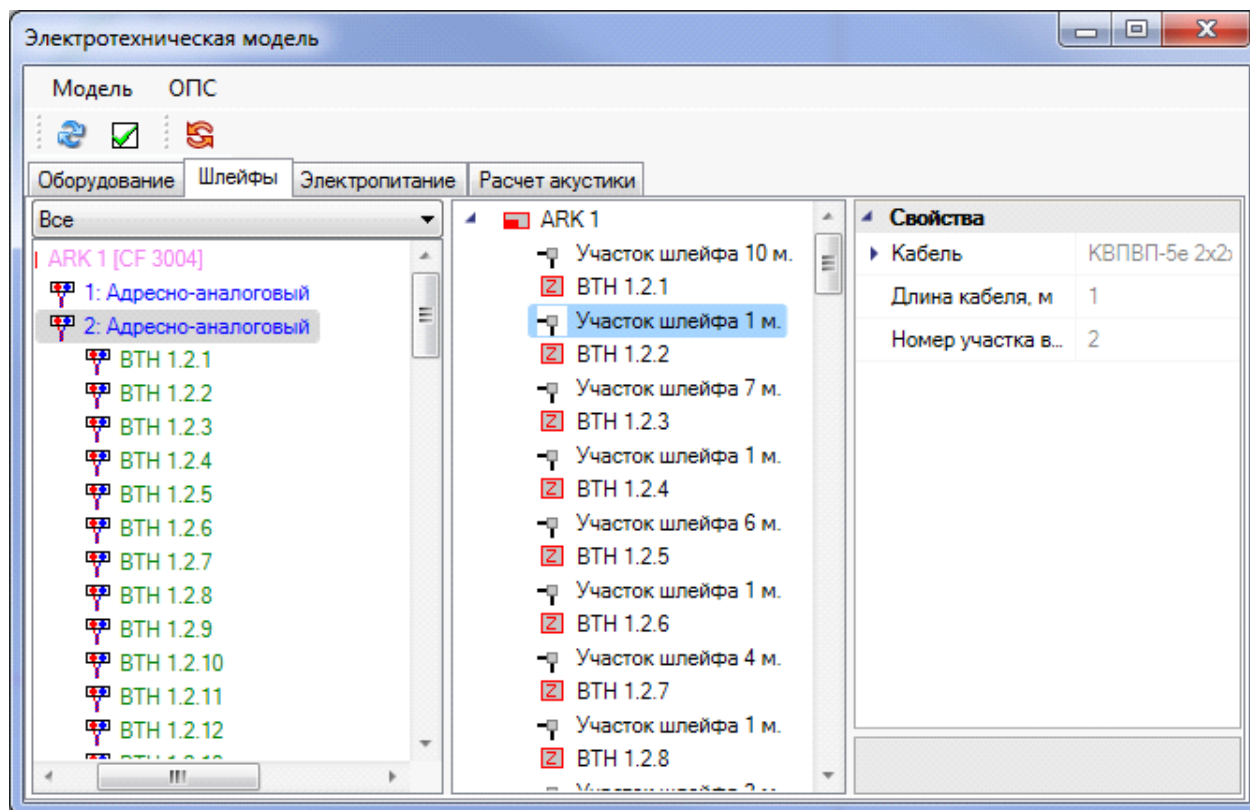 Электротехническая модель
Модель ОПС
Оборудование Шлейфы Электропитание Расчет акустики
Все
ARK 1 [CF 3004]
1: Адресно-аналоговый
2: Адресно-аналоговый
BTH 1.2.1
BTH 1.2.2
BTH 1.2.3
BTH 1.2.4
BTH 1.2.5
BTH 1.2.6
BTH 1.2.7
BTH 1.2.8
BTH 1.2.9
BTH 1.2.10
BTH 1.2.11
BTH 1.2.12
ARK 1
Участок шлейфа 10 м.
BTH 1.2.1
Участок шлейфа 1 м.
BTH 1.2.2
Участок шлейфа 7 м.
BTH 1.2.3
Участок шлейфа 1 м.
BTH 1.2.4
Участок шлейфа 6 м.
BTH 1.2.5
Участок шлейфа 1 м.
BTH 1.2.6
Участок шлейфа 4 м.
BTH 1.2.7
Участок шлейфа 1 м.
BTH 1.2.8
Свойства
Кабель КВПВП-5е 2x2x
Длина кабеля, м 1
Номер участка в... 2